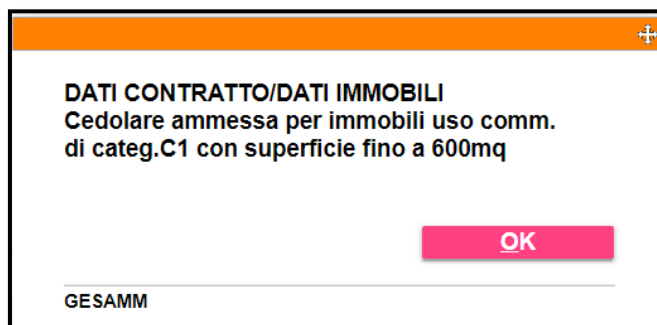 DATI CONTRATTO/DATI IMMOBILI
Cedolare ammessa per immobili uso comm.
di categ.C1 con superficie fino a 600mq
OK
GESAMM